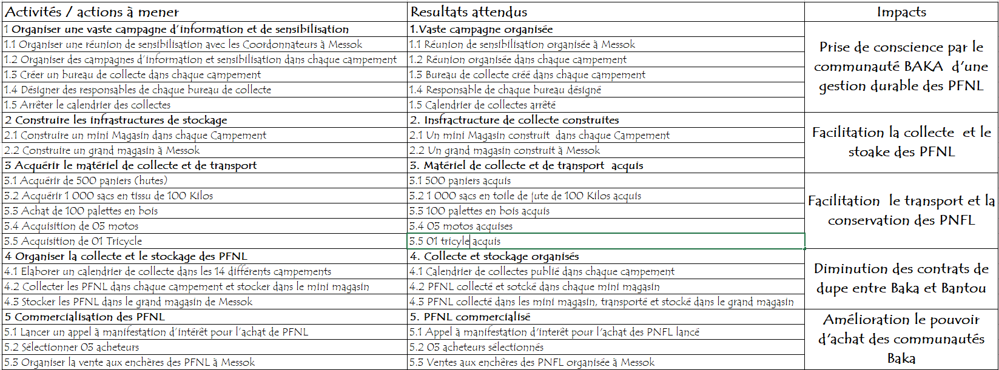 Activités / actions à mener
Resultats attendus
Impacts
1 Organiser une vaste campagne d'information et de sensibilisation
1.Vaste campagne organisée
1.1 Organiser une réunion de sensibilisation avec les Coordonnateurs à Messok
1.1 Réunion de sensibilisation organisée à Messok
1.2 Organiser des campagnes d'information et sensibilisation dans chaque campement
1.2 Réunion organisée dans chaque campement
1.3 Créer un bureau de collecte dans chaque campement
1.3 Bureau de collecte créé dans chaque campement
1.4 Désigner des responsables de chaque bureau de collecte
1.4 Responsable de chaque bureau désigné
1.5 Arrêter le calendrier des collectes
1.5 Calendrier de collectes arrêté
Prise de conscience par le
communauté BAKA d'une
gestion durable des PFNL
2 Construire les infrastructures de stockage
2. Insfracture de collecte construites
2.1 Construire un mini Magasin dans chaque Campement
2.1 Un mini Magasin construit dans chaque Campement
2.2 Construire un grand magasin à Messok
2.2 Un grand magasin construit à Messok
Facilitation la collecte et le
stoake des PFNL
3 Acquérir le matériel de collecte et de transport
3. Matériel de collecte et de transport acquis
3.1 Acquérir de 500 paniers (hutes)
3.1 500 paniers acquis
3.2 Acquérir 1 000 sacs en tissu de 100 Kilos
3.2 1 000 sacs en toile de jute de 100 Kilos acquis
3.3 Achat de 100 palettes en bois
3.3 100 palettes en bois acquis
3.4 Acquisition de 03 motos
3.4 03 motos acquises
3.5 Acquisition de 01 Tricycle
3.5 01 tricyle acquis
Facilitation le transport et la
conservation des PNFL
4 Organiser la collecte et le stockage des PFNL
4. Collecte et stockage organisés
4.1 Elaborer un calendrier de collecte dans les 14 différents campements
4.1 Calendrier de collectes publié dans chaque campement
4.2 Collecter les PFNL dans chaque campement et stocker dans le mini magasin
4.2 PFNL collecté et sotcké dans chaque mini magasin
4.3 Stocker les PFNL dans le grand magasin de Messok
4.3 PFNL collecté dans les mini magasin, transporté et stocké dans le grand magasin
Diminution des contrats de
dupe entre Baka et Bantou
5 Commercialisation des PFNL
5. PFNL commercialisé
5.1 Lancer un appel à manifestation d'intérêt pour l'achat de PFNL
5.1 Appel à manifestation d'interêt pour l'achat des PNFL lancé
5.2 Sélectionner 03 acheteurs
5.2 03 acheteurs sélectionnés
5.3 Organiser la vente aux enchères des PFNL à Messok
5.3 Ventes aux enchêres des PNFL organisée à Messok
Amélioration le pouvoir
d'achat des communautés
Baka